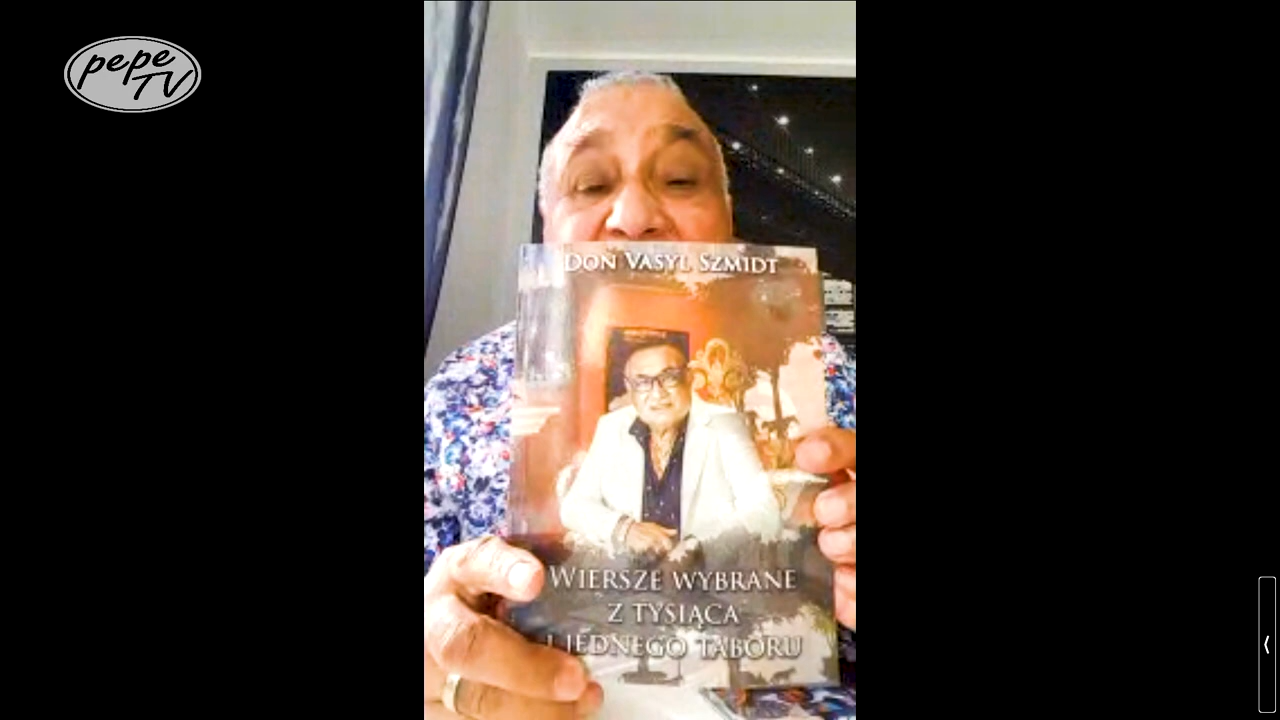 pepe
TV
DON VASYL SZMIDT
WIERSZE WYBRANE
Z TYSIĄCA
I JEDNEGO TABORU